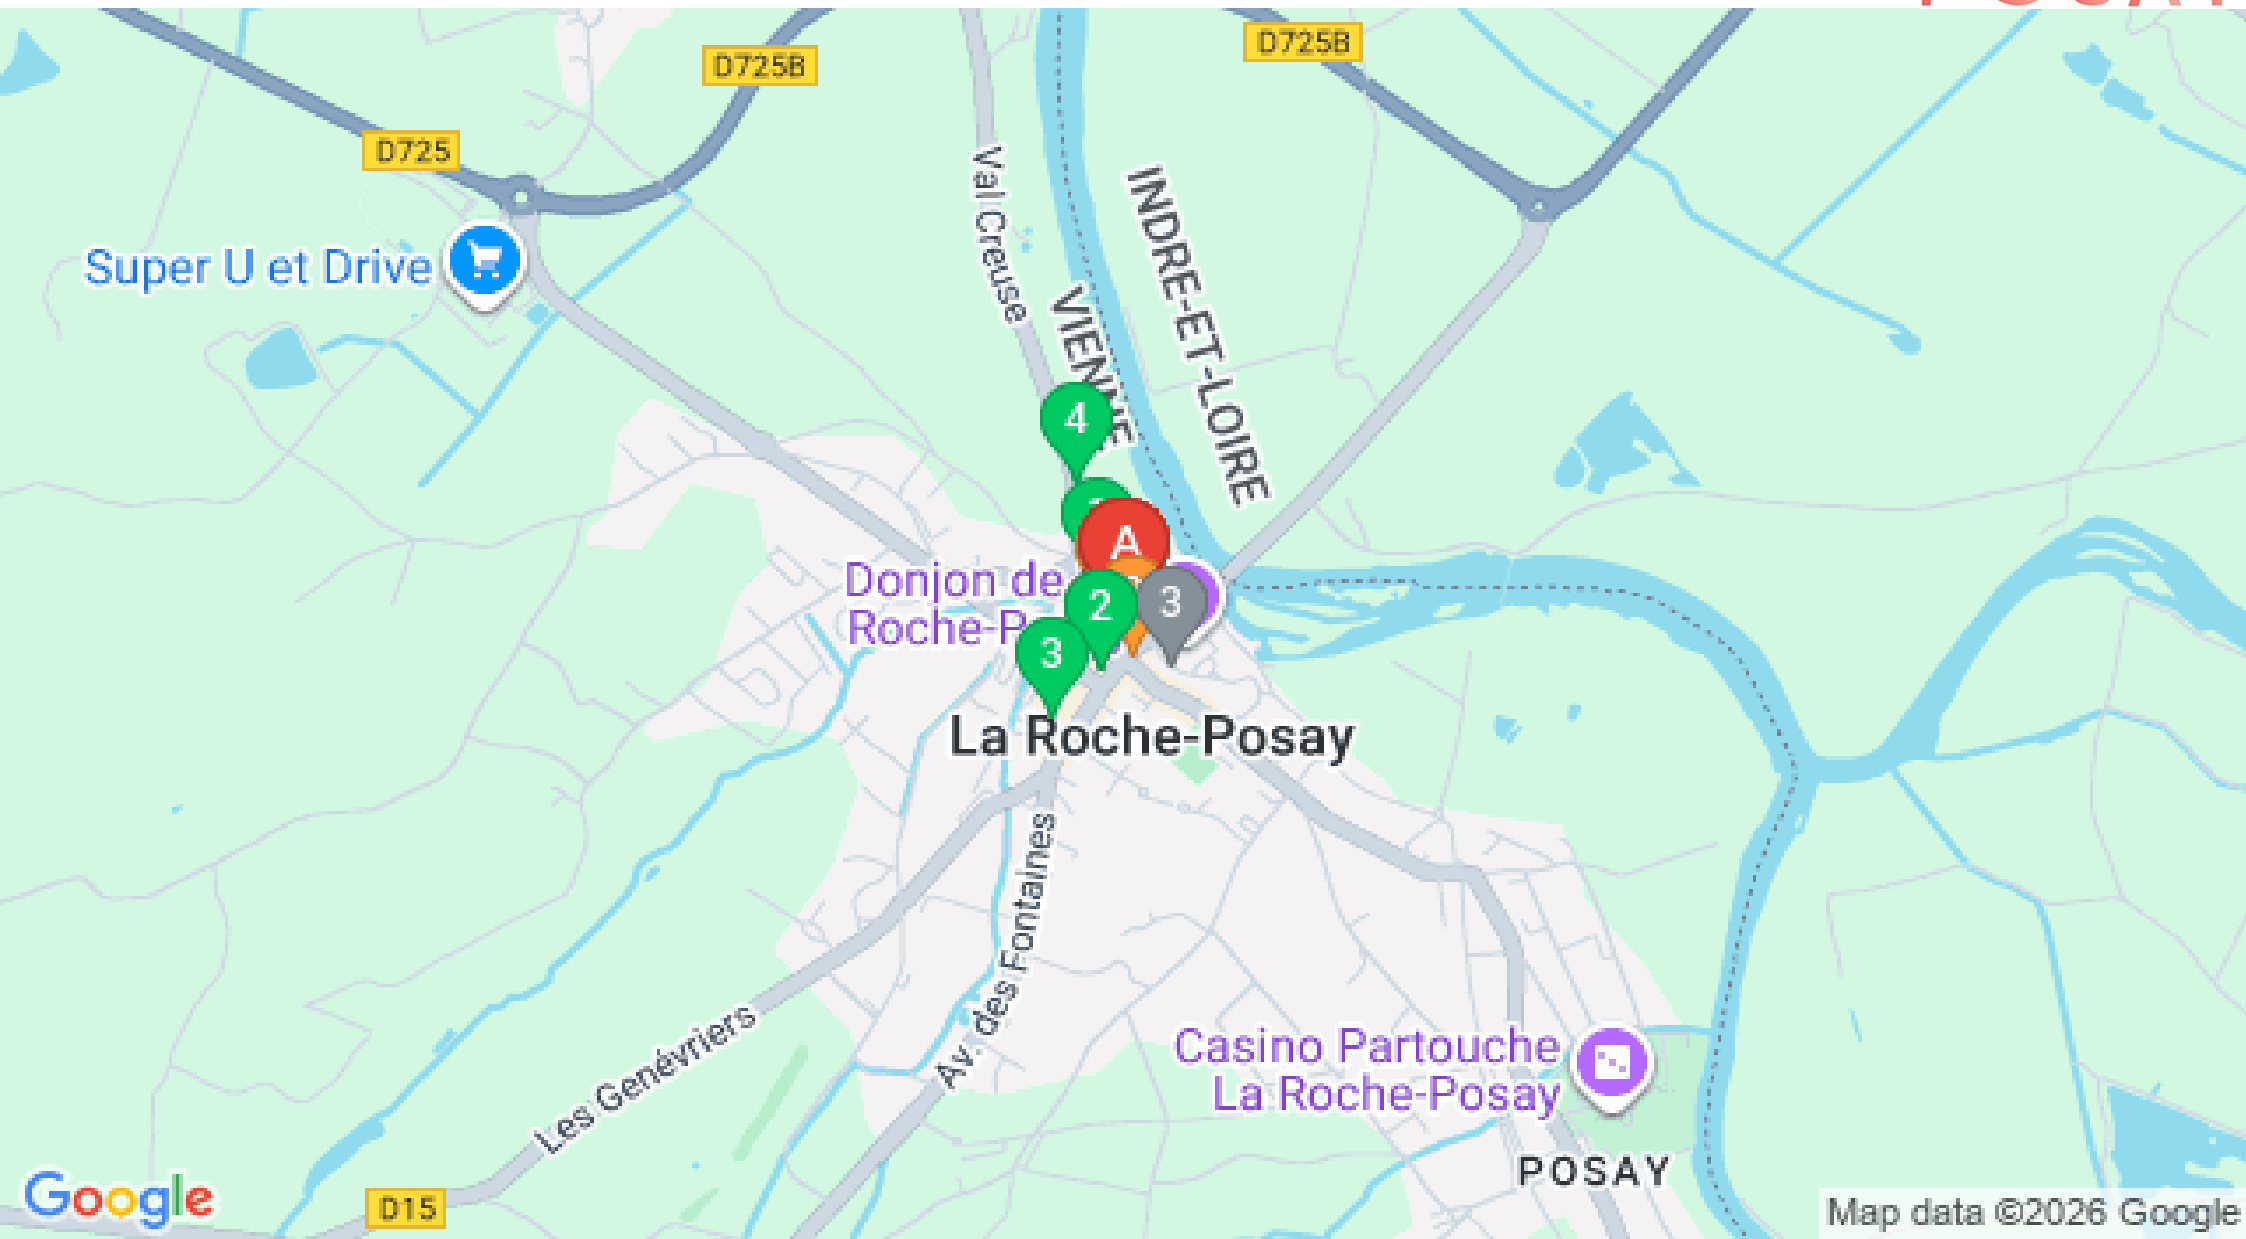 D725B
D725B
D725
Val Creuse
INDRE-ET-LOIRE
Super U et Drive
VIENNE
4
A
Donjon de
Roche-P
2
3
3
La Roche-Posay
Av. des Fontaines
Les Genévriers
Casino Partouche
La Roche-Posay
POSAY
D15
Google
Map data ©2026 Google